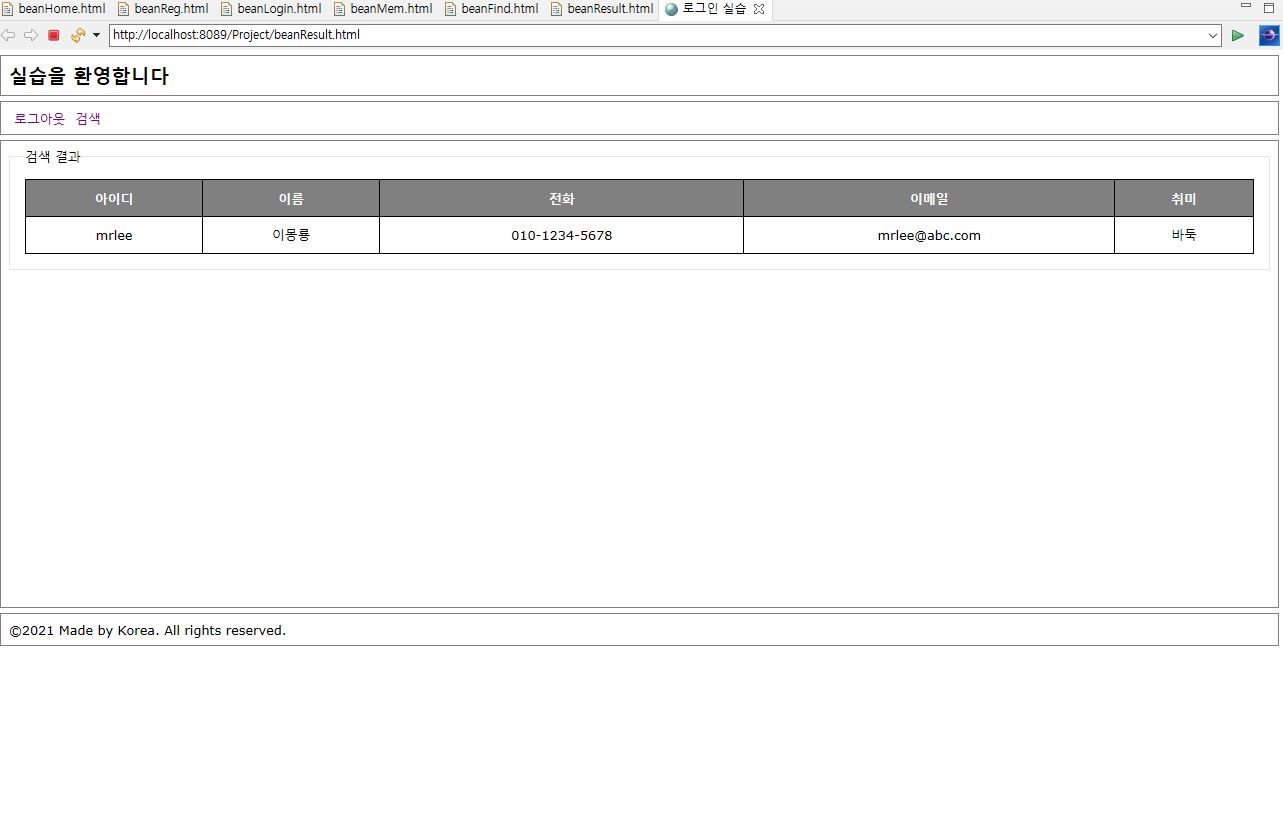 beanHome.html beanReg.html beanLogin.html beanMem.html beanFind.html beanResult.html 로그인 실습
http://localhost:8089/Project/beanResult.html
실습을 환영합니다
로그아웃 검색
검색 결과
아이디 이름 전화 이메일 취미
mrlee 이몽룡 010-1234-5678 mrlee@abc.com 바둑
©2021 Made by Korea. All rights reserved.